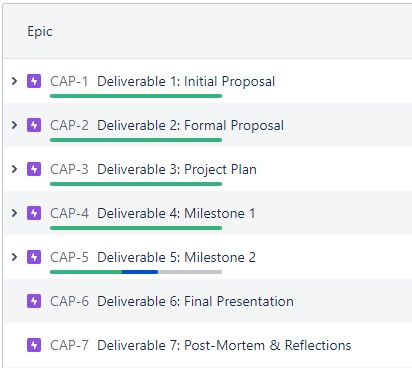 Epic
CAP-1 Deliverable 1: Initial Proposal
CAP-2 Deliverable 2: Formal Proposal
CAP-3 Deliverable 3: Project Plan
CAP-4 Deliverable 4: Milestone 1
CAP-5 Deliverable 5: Milestone 2
CAP-6 Deliverable 6: Final Presentation
CAP-7 Deliverable 7: Post-Mortem & Reflections